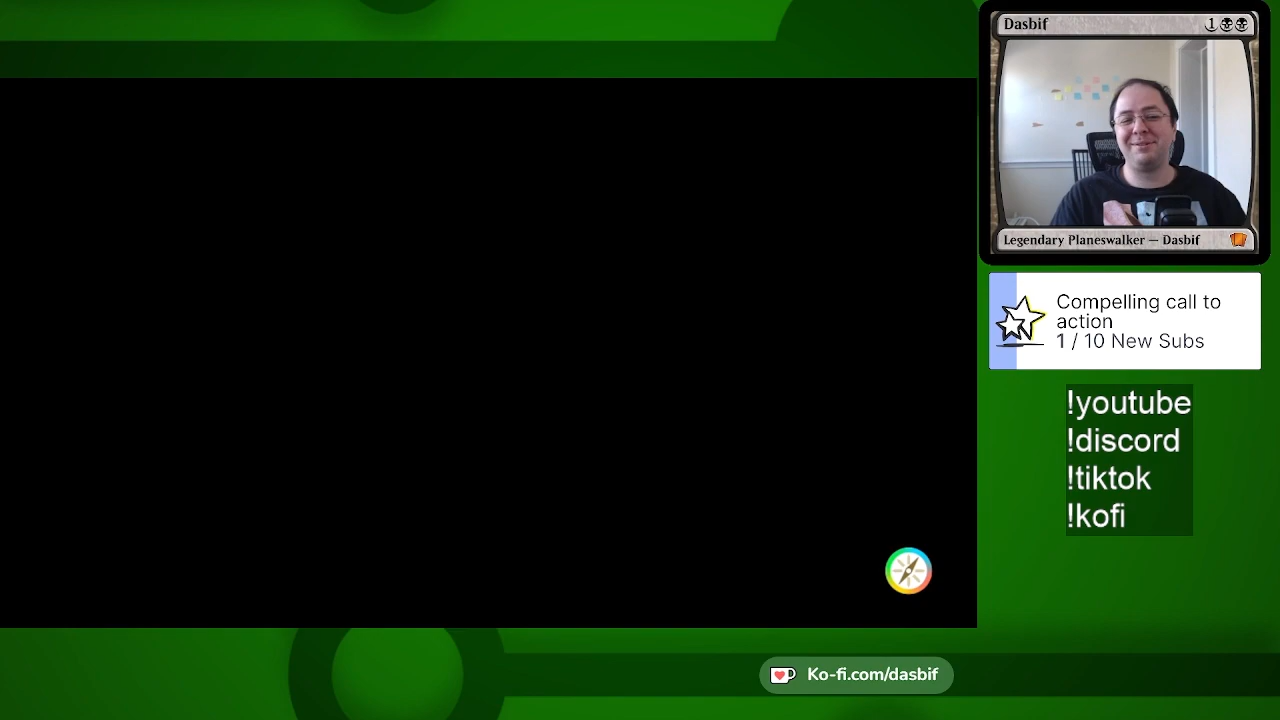 Dasbif
1
Legendary Planeswalker — Dasbif
Compelling call to
action
1 / 10 New Subs
!youtube
!discord
!tiktok
!kofi
Ko-fi.com/dasbif